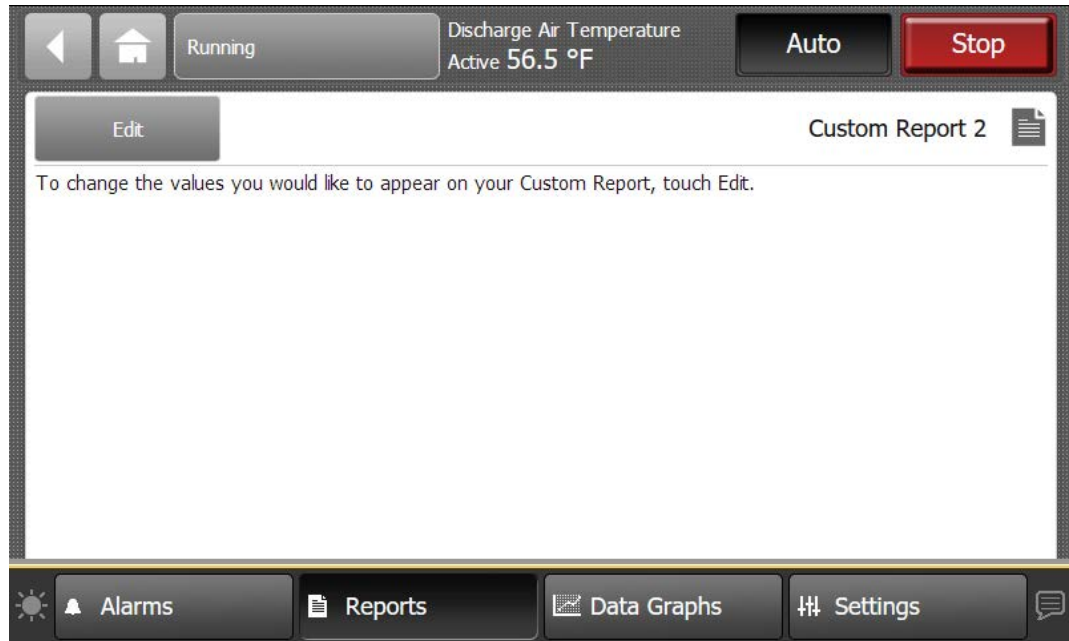 Running
Discharge Air Temperature
Active 56.5 °F
Auto
Stop
Edit
Custom Report 2
To change the values you would like to appear on your Custom Report, touch Edit.
Alarms
Reports
Data Graphs
Settings